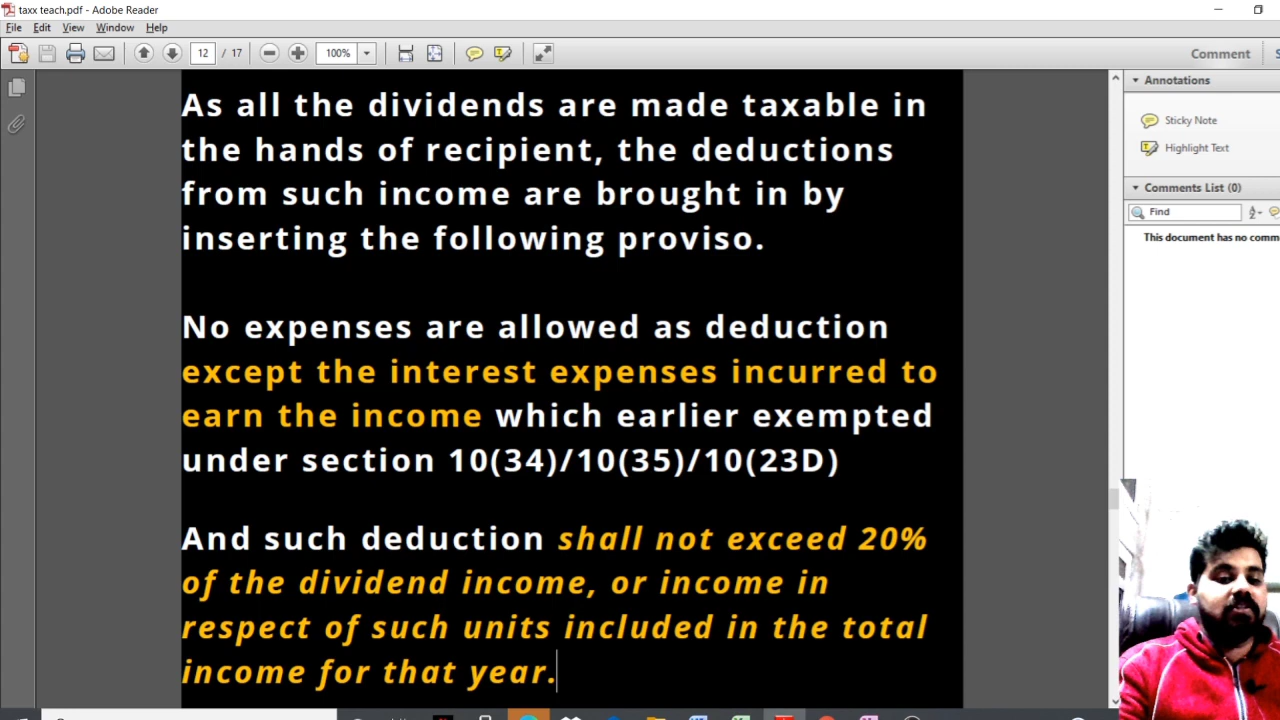 taxx teach.pdf - Adobe Reader
File Edit View Window Help
12 / 17 100% Comment
As all the dividends are made taxable in
the hands of recipient, the deductions
from such income are brought in by
inserting the following proviso.
No expenses are allowed as deduction
except the interest expenses incurred to
earn the income which earlier exempted
under section 10(34)/10(35)/10(23D)
And such deduction shall not exceed 20%
of the dividend income, or income in
respect of such units included in the total
income for that year.
Annotations
Sticky Note
Highlight Text
Comments List (0)
Find
This document has no comm